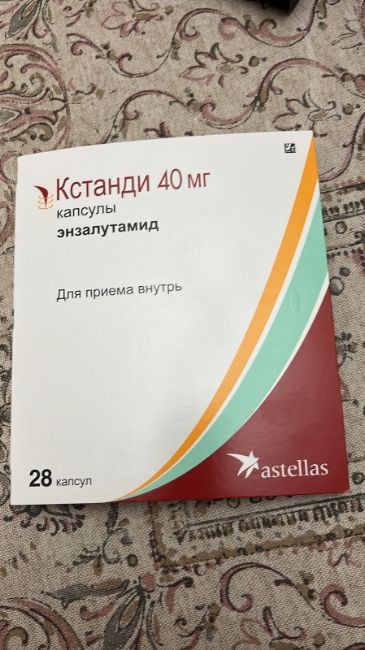 Кстанди 40 мг
капсулы
энзалутамид
Для приема внутрь
28 капсул
astellas